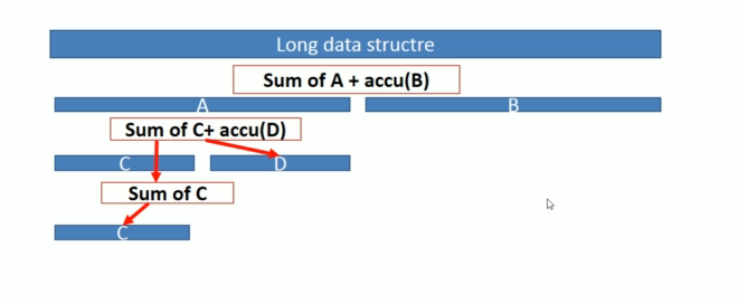 Long data structre
Sum of A + accu(B)
A B
Sum of C+ accu(D)
C D
Sum of C
C